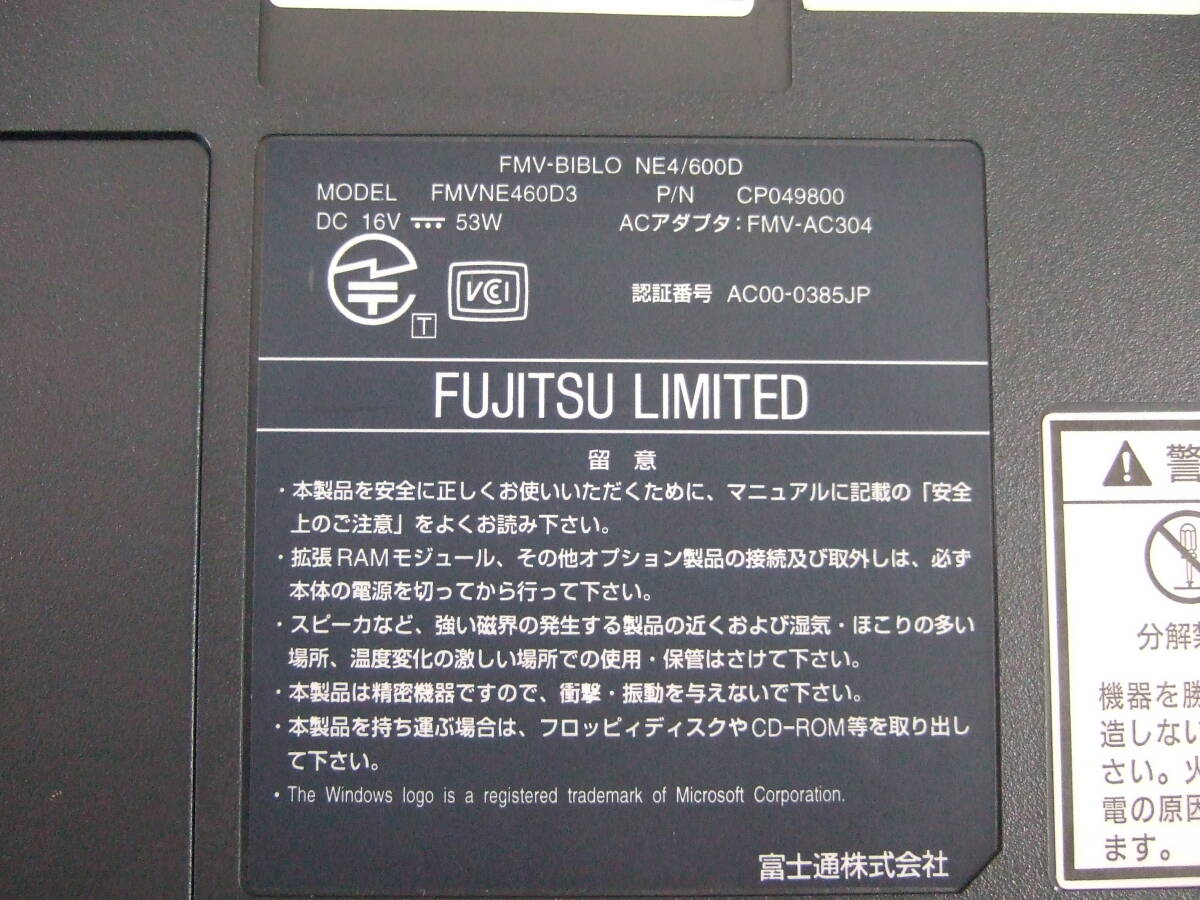 FMV-BIBLO NE4/600D
MODEL FMVNE460D3 P/N CP049800
DC 16V 53W ACアダプタ：FMV-AC304
T VCCI 認証番号 AC00-0385JP
FUJITSU LIMITED
留 意
・本製品を安全に正しくお使いいただくために、マニュアルに記載の「安全
上のご注意」をよくお読み下さい。
・拡張RAMモジュール、その他オプション製品の接続及び取外しは、必ず
本体の電源を切ってから行って下さい。
・スピーカなど、強い磁界の発生する製品の近くおよび湿気・ほこりの多い
場所、温度変化の激しい場所での使用・保管はさけて下さい。
・本製品は精密機器ですので、衝撃・振動を与えないで下さい。
・本製品を持ち運ぶ場合は、フロッピィディスクやCD-ROM等を取り出し
て下さい。
• The Windows logo is a registered trademark of Microsoft Corporation.
富士通株式会社
警
分解
機器を勝
造しない
さい。火
電の原因
ます。